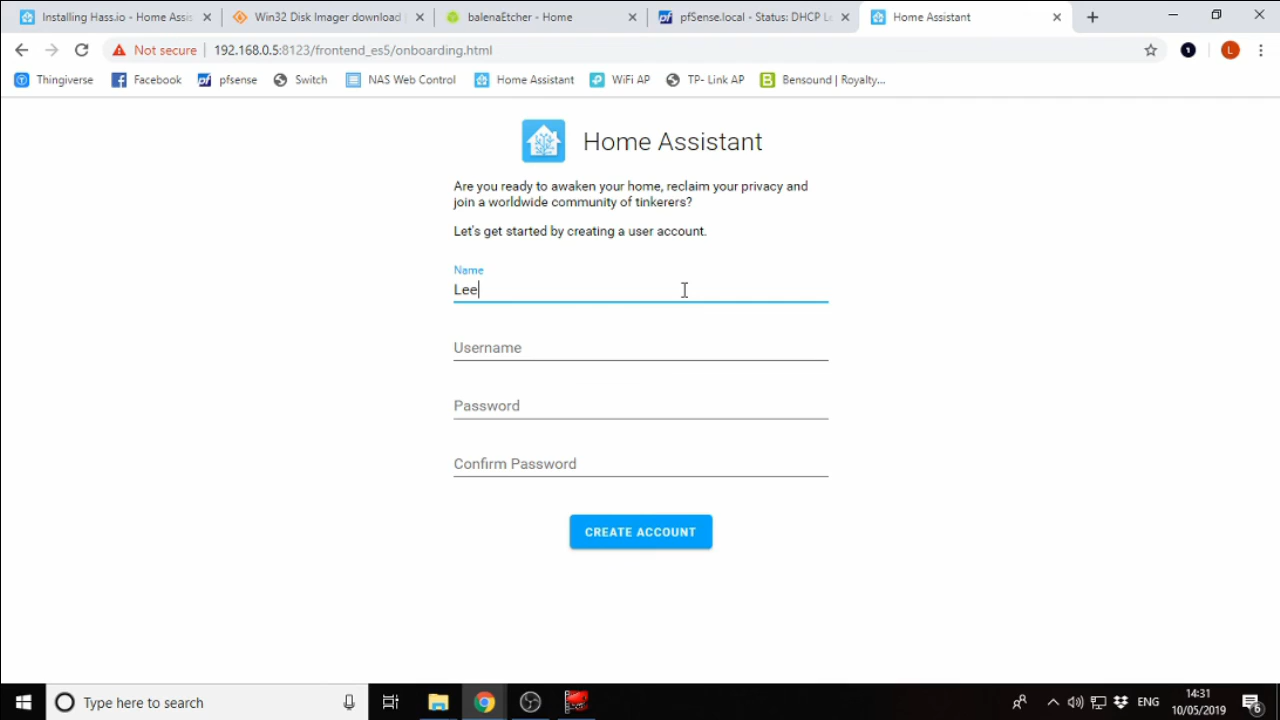 Installing Hass.io - Home Assis
Win32 Disk Imager download
balenaEtcher - Home
pfSense.local - Status: DHCP Le
Home Assistant
Not secure
192.168.0.5:8123/frontend_es5/onboarding.html
L
Thingiverse
Facebook
pfsense
Switch
NAS Web Control
Home Assistant
WiFi AP
TP- Link AP
Bensound | Royalty...
Home Assistant
Are you ready to awaken your home, reclaim your privacy and
join a worldwide community of tinkerers?
Let's get started by creating a user account.
Name
Lee
Username
Password
Confirm Password
CREATE ACCOUNT
Type here to search
ENG
14:31
10/05/2019
6